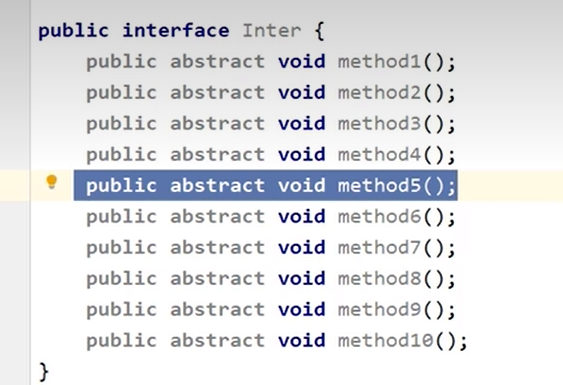 public interface Inter {
public abstract void method1();
public abstract void method2();
public abstract void method3();
public abstract void method4();
public abstract void method5();
public abstract void method6();
public abstract void method7();
public abstract void method8();
public abstract void method9();
public abstract void method10();
}